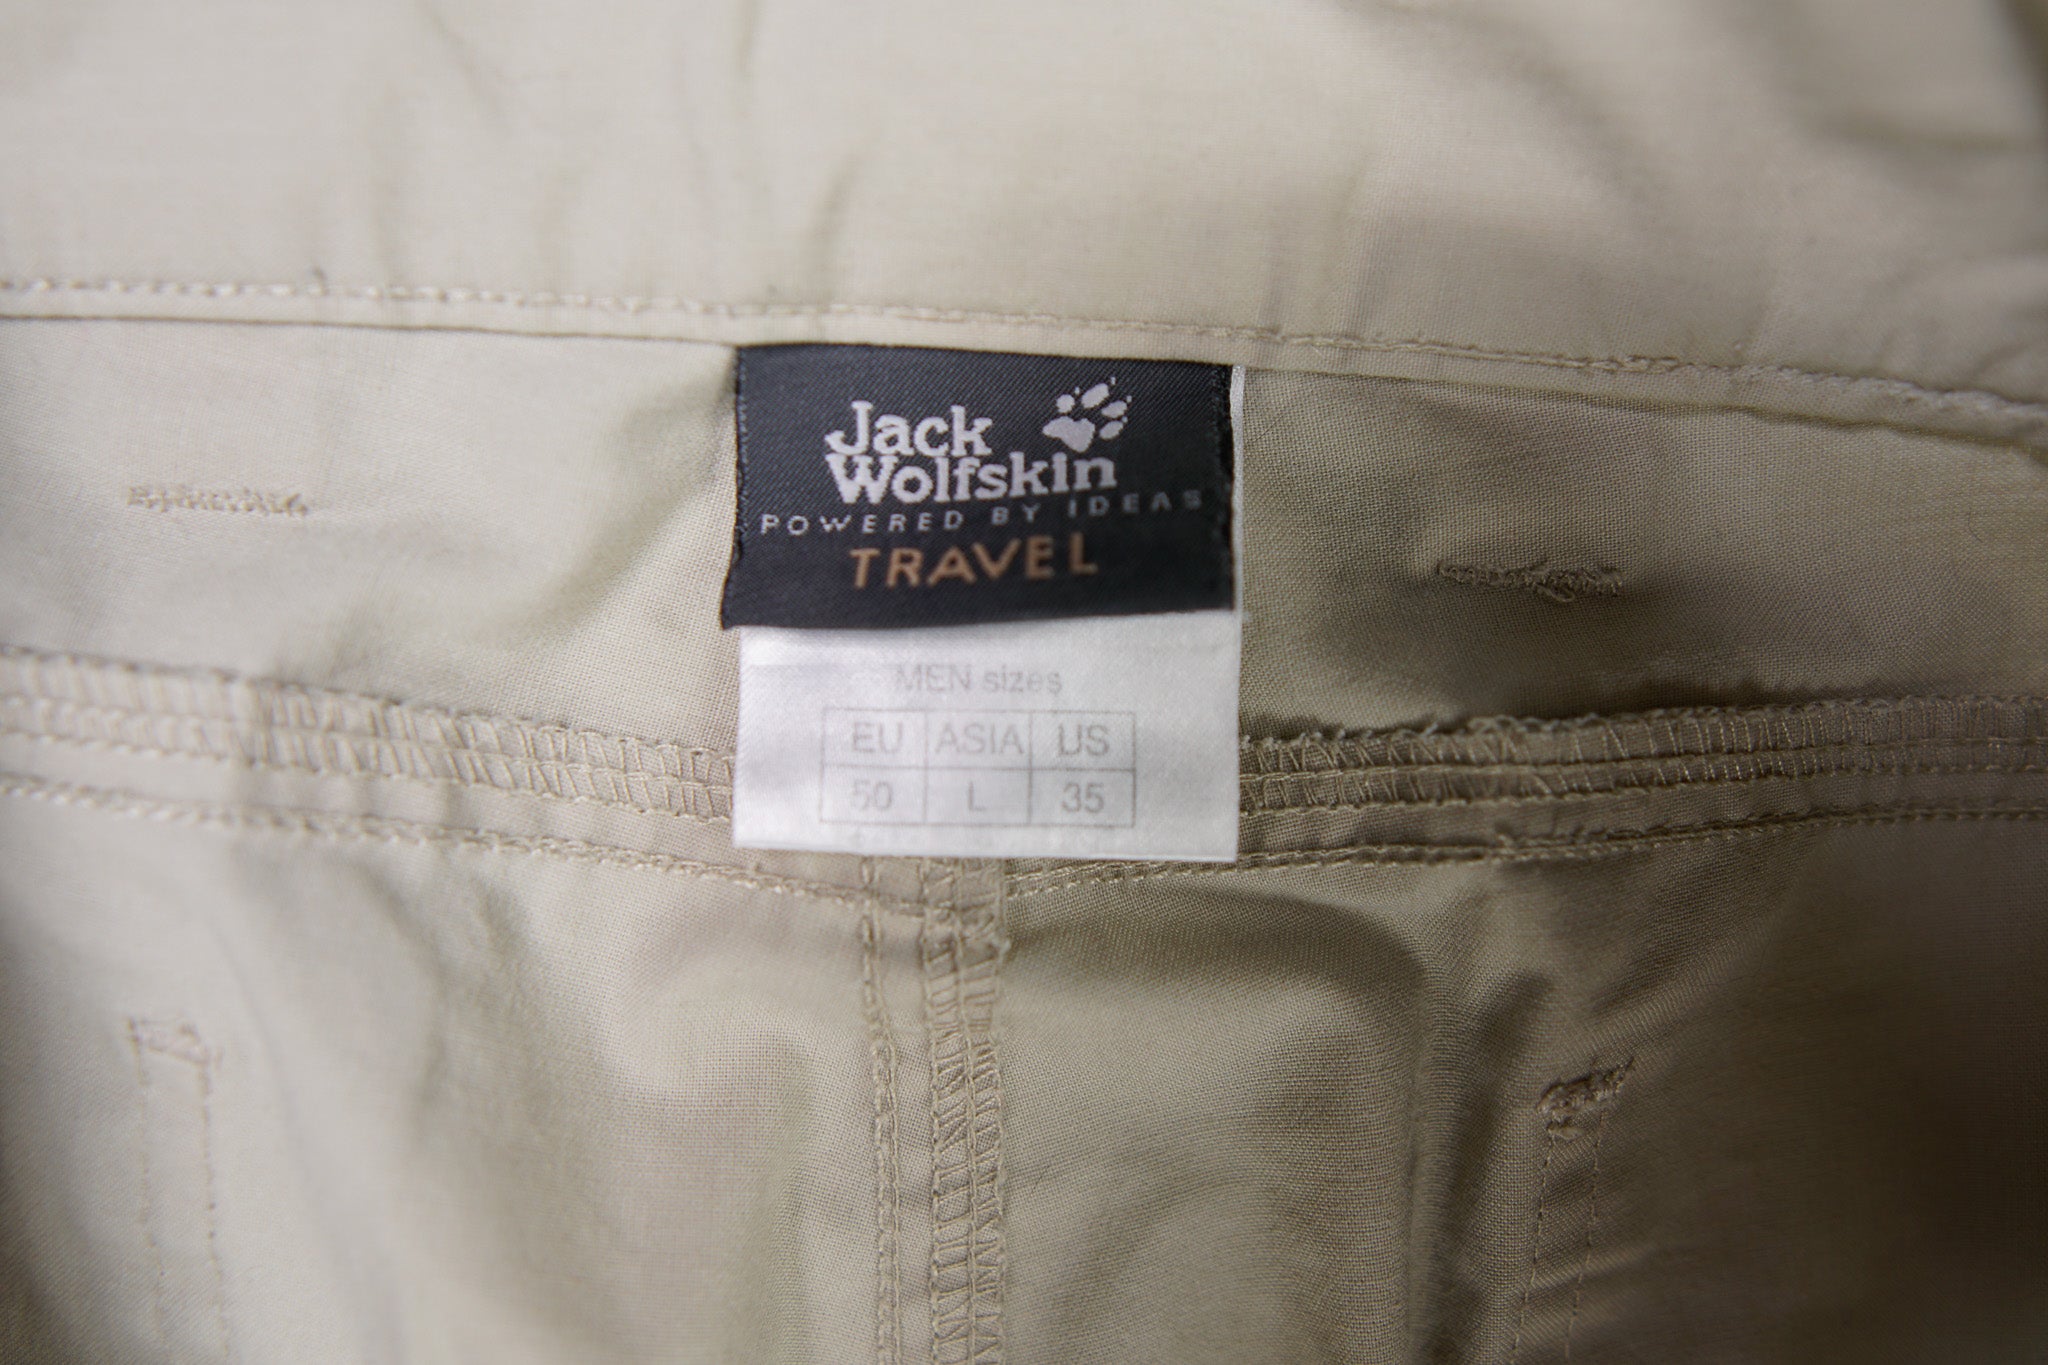 Jack
Wolfskin
POWERED BY IDEAS
TRAVEL
MEN sizes
EU ASIA US
50 L 35